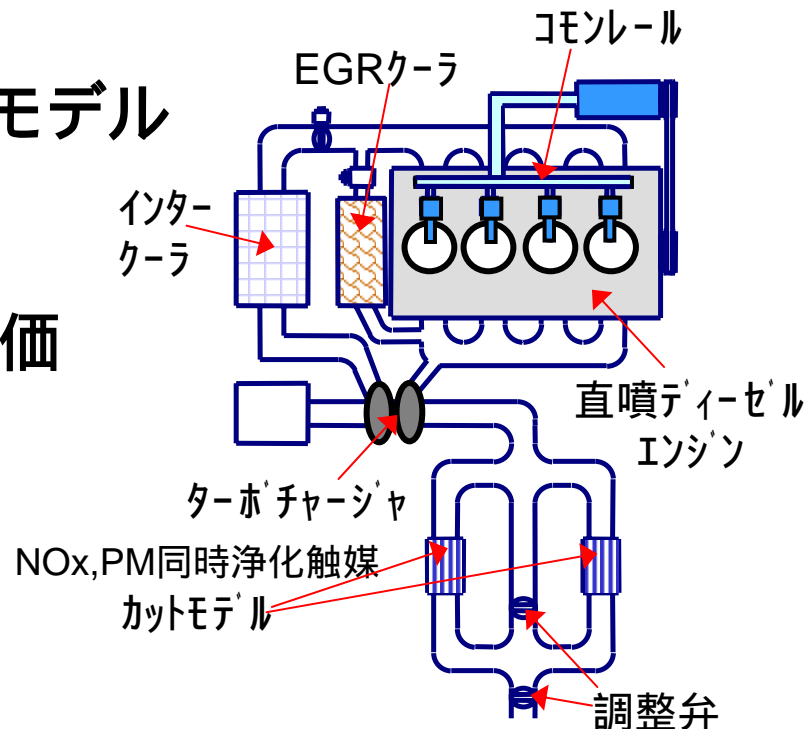 コモンレール
EGRｸｰﾗ
モデル
インター
ｸｰﾗ
価
直噴ﾃﾞｨｰｾﾞﾙ
ｴﾝｼﾞﾝ
ﾀｰﾎﾞﾁｬｰｼﾞｬ
NOx,PM同時浄化触媒
ｶｯﾄﾓﾃﾞﾙ
調整弁